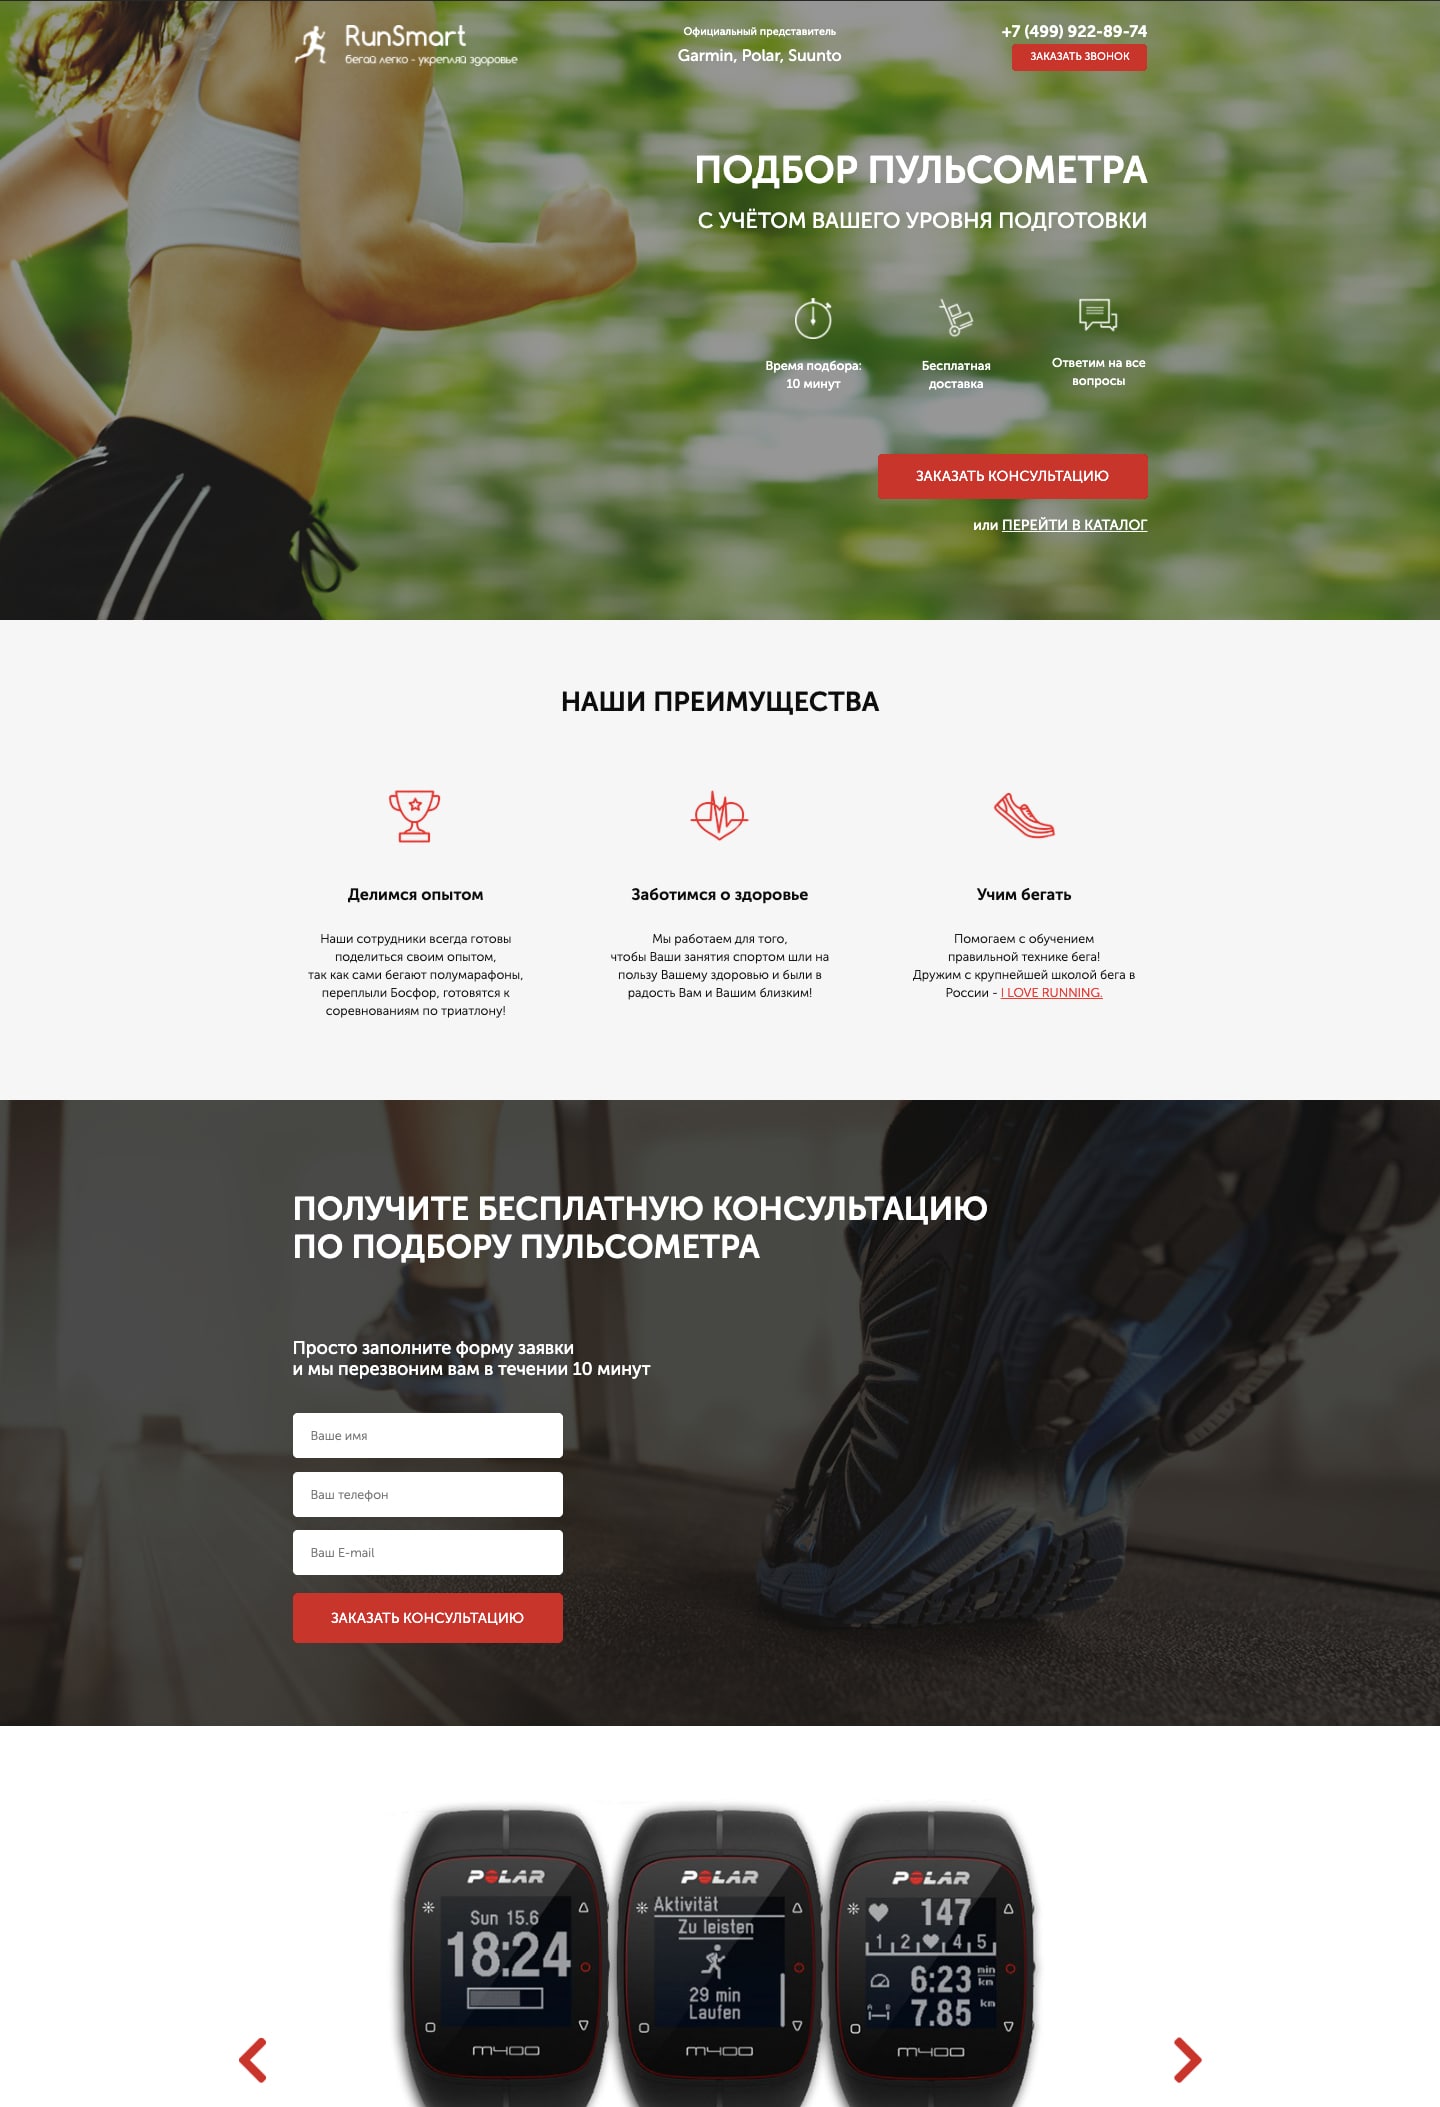 RunSmart
бегай легко - укрепляй здоровье
Официальный представитель
Garmin, Polar, Suunto
+7 (499) 922-89-74
ЗАКАЗАТЬ ЗВОНОК
ПОДБОР ПУЛЬСОМЕТРА
С УЧЁТОМ ВАШЕГО УРОВНЯ ПОДГОТОВКИ
Время подбора:
10 минут
Бесплатная
доставка
Ответим на все
вопросы
ЗАКАЗАТЬ КОНСУЛЬТАЦИЮ
или ПЕРЕЙТИ В КАТАЛОГ
НАШИ ПРЕИМУЩЕСТВА
Делимся опытом
Наши сотрудники всегда готовы
поделиться своим опытом,
так как сами бегают полумарафоны,
переплыли Босфор, готовятся к
соревнованиям по триатлону!
Заботимся о здоровье
Мы работаем для того,
чтобы Ваши занятия спортом шли на
пользу Вашему здоровью и были в
радость Вам и Вашим близким!
Учим бегать
Помогаем с обучением
правильной технике бега!
Дружим с крупнейшей школой бега в
России - I LOVE RUNNING.
ПОЛУЧИТЕ БЕСПЛАТНУЮ КОНСУЛЬТАЦИЮ
ПО ПОДБОРУ ПУЛЬСОМЕТРА
Просто заполните форму заявки
и мы перезвоним вам в течении 10 минут
Ваше имя
Ваш телефон
Ваш E-mail
ЗАКАЗАТЬ КОНСУЛЬТАЦИЮ
POLAR
Sun 15.6
18:24
M400
POLAR
Aktivität
Zu leisten
29 min
Laufen
M400
POLAR
147
1 2 4 5
6:23 min km
7.85 km
M400